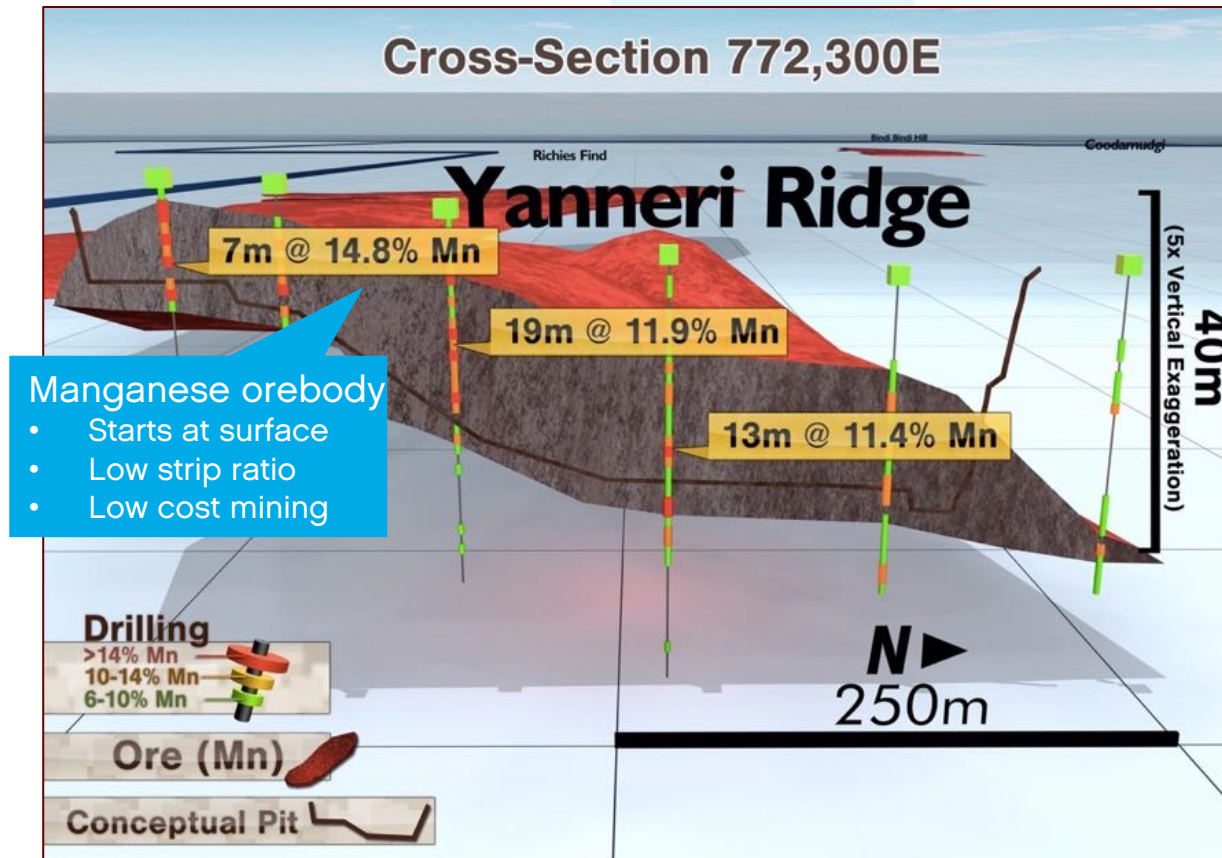 Cross-Section 772,300E
Bindi Bindi Hill
Coodamudgi
Richies Find
Yanneri Ridge
7m @ 14.8% Mn
19m @ 11.9% Mn
13m @ 11.4% Mn
40m
(5x Vertical Exaggeration)
Manganese orebody
• Starts at surface
• Low strip ratio
• Low cost mining
Drilling
>14% Mn
10-14% Mn
6-10% Mn
N
250m
Ore (Mn)
Conceptual Pit